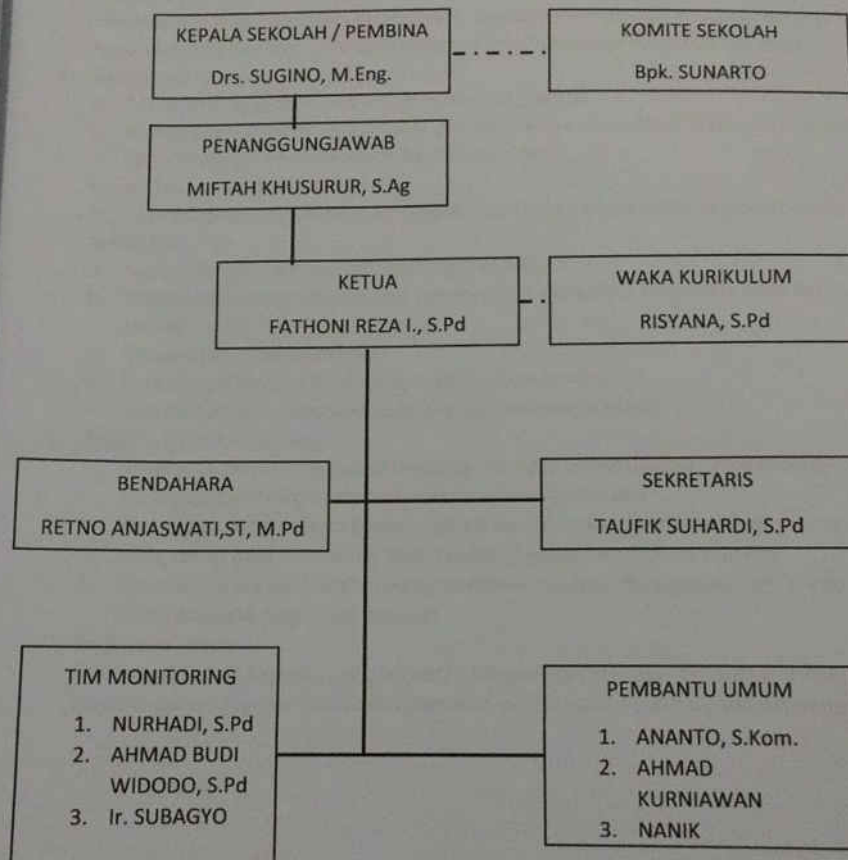 KEPALA SEKOLAH / PEMBINA
Drs. SUGINO, M.Eng.
KOMITE SEKOLAH
Bpk. SUNARTO
PENANGGUNGJAWAB
MIFTAH KHUSURUR, S.Ag
KETUA
FATHONI REZA I., S.Pd
WAKA KURIKULUM
RISYANA, S.Pd
BENDAHARA
RETNO ANJASWATI,ST, M.Pd
SEKRETARIS
TAUFIK SUHARDI, S.Pd
TIM MONITORING
1. NURHADI, S.Pd
2. AHMAD BUDI
WIDODO, S.Pd
3. Ir. SUBAGYO
PEMBANTU UMUM
1. ANANTO, S.Kom.
2. AHMAD
KURNIAWAN
3. NANIK